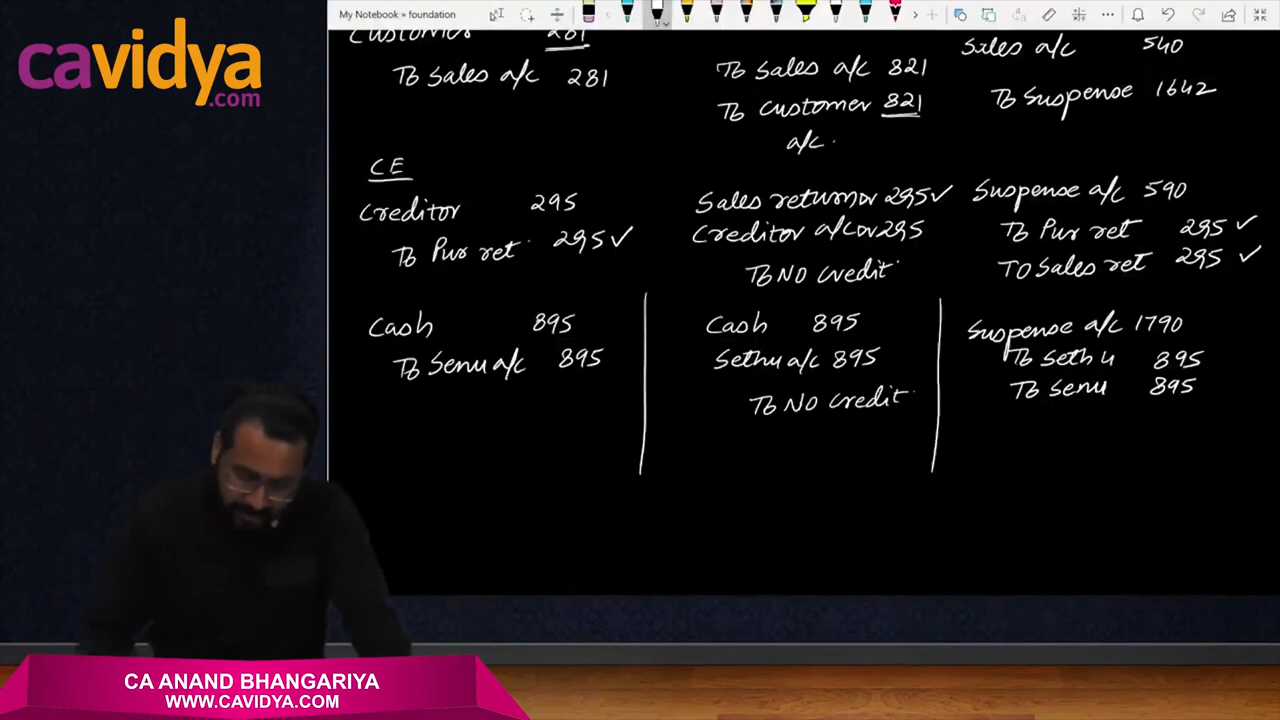 cavidya
.com
My Notebook » foundation
Customer 281
To Sales a/c 281
To Sales a/c 821
To Customer 821
a/c.
Sales a/c 540
To Suspense 1642
CE
Creditor 295
To Pur ret 295 ✓
Sales return Dr 295 ✓
Creditor a/c Dr 295
To NO Credit
Suspense a/c 590
To Pur ret 295 ✓
TO Sales ret 295 ✓
Cash 895
To Senu a/c 895
Cash 895
Sethu a/c 895
To NO Credit
Suspense a/c 1790
To Sethu 895
To Senu 895
CA ANAND BHANGARIYA
WWW.CAVIDYA.COM